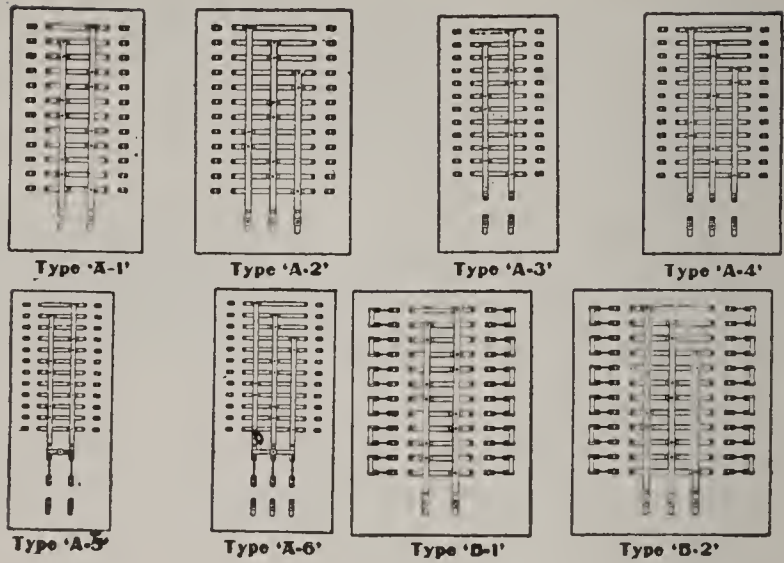 Type 'A-1'
Type 'A-2'
Type 'A-3'
Type 'A-4'
Type 'A-5'
Type 'A-6'
Type 'B-1'
Type 'B-2'